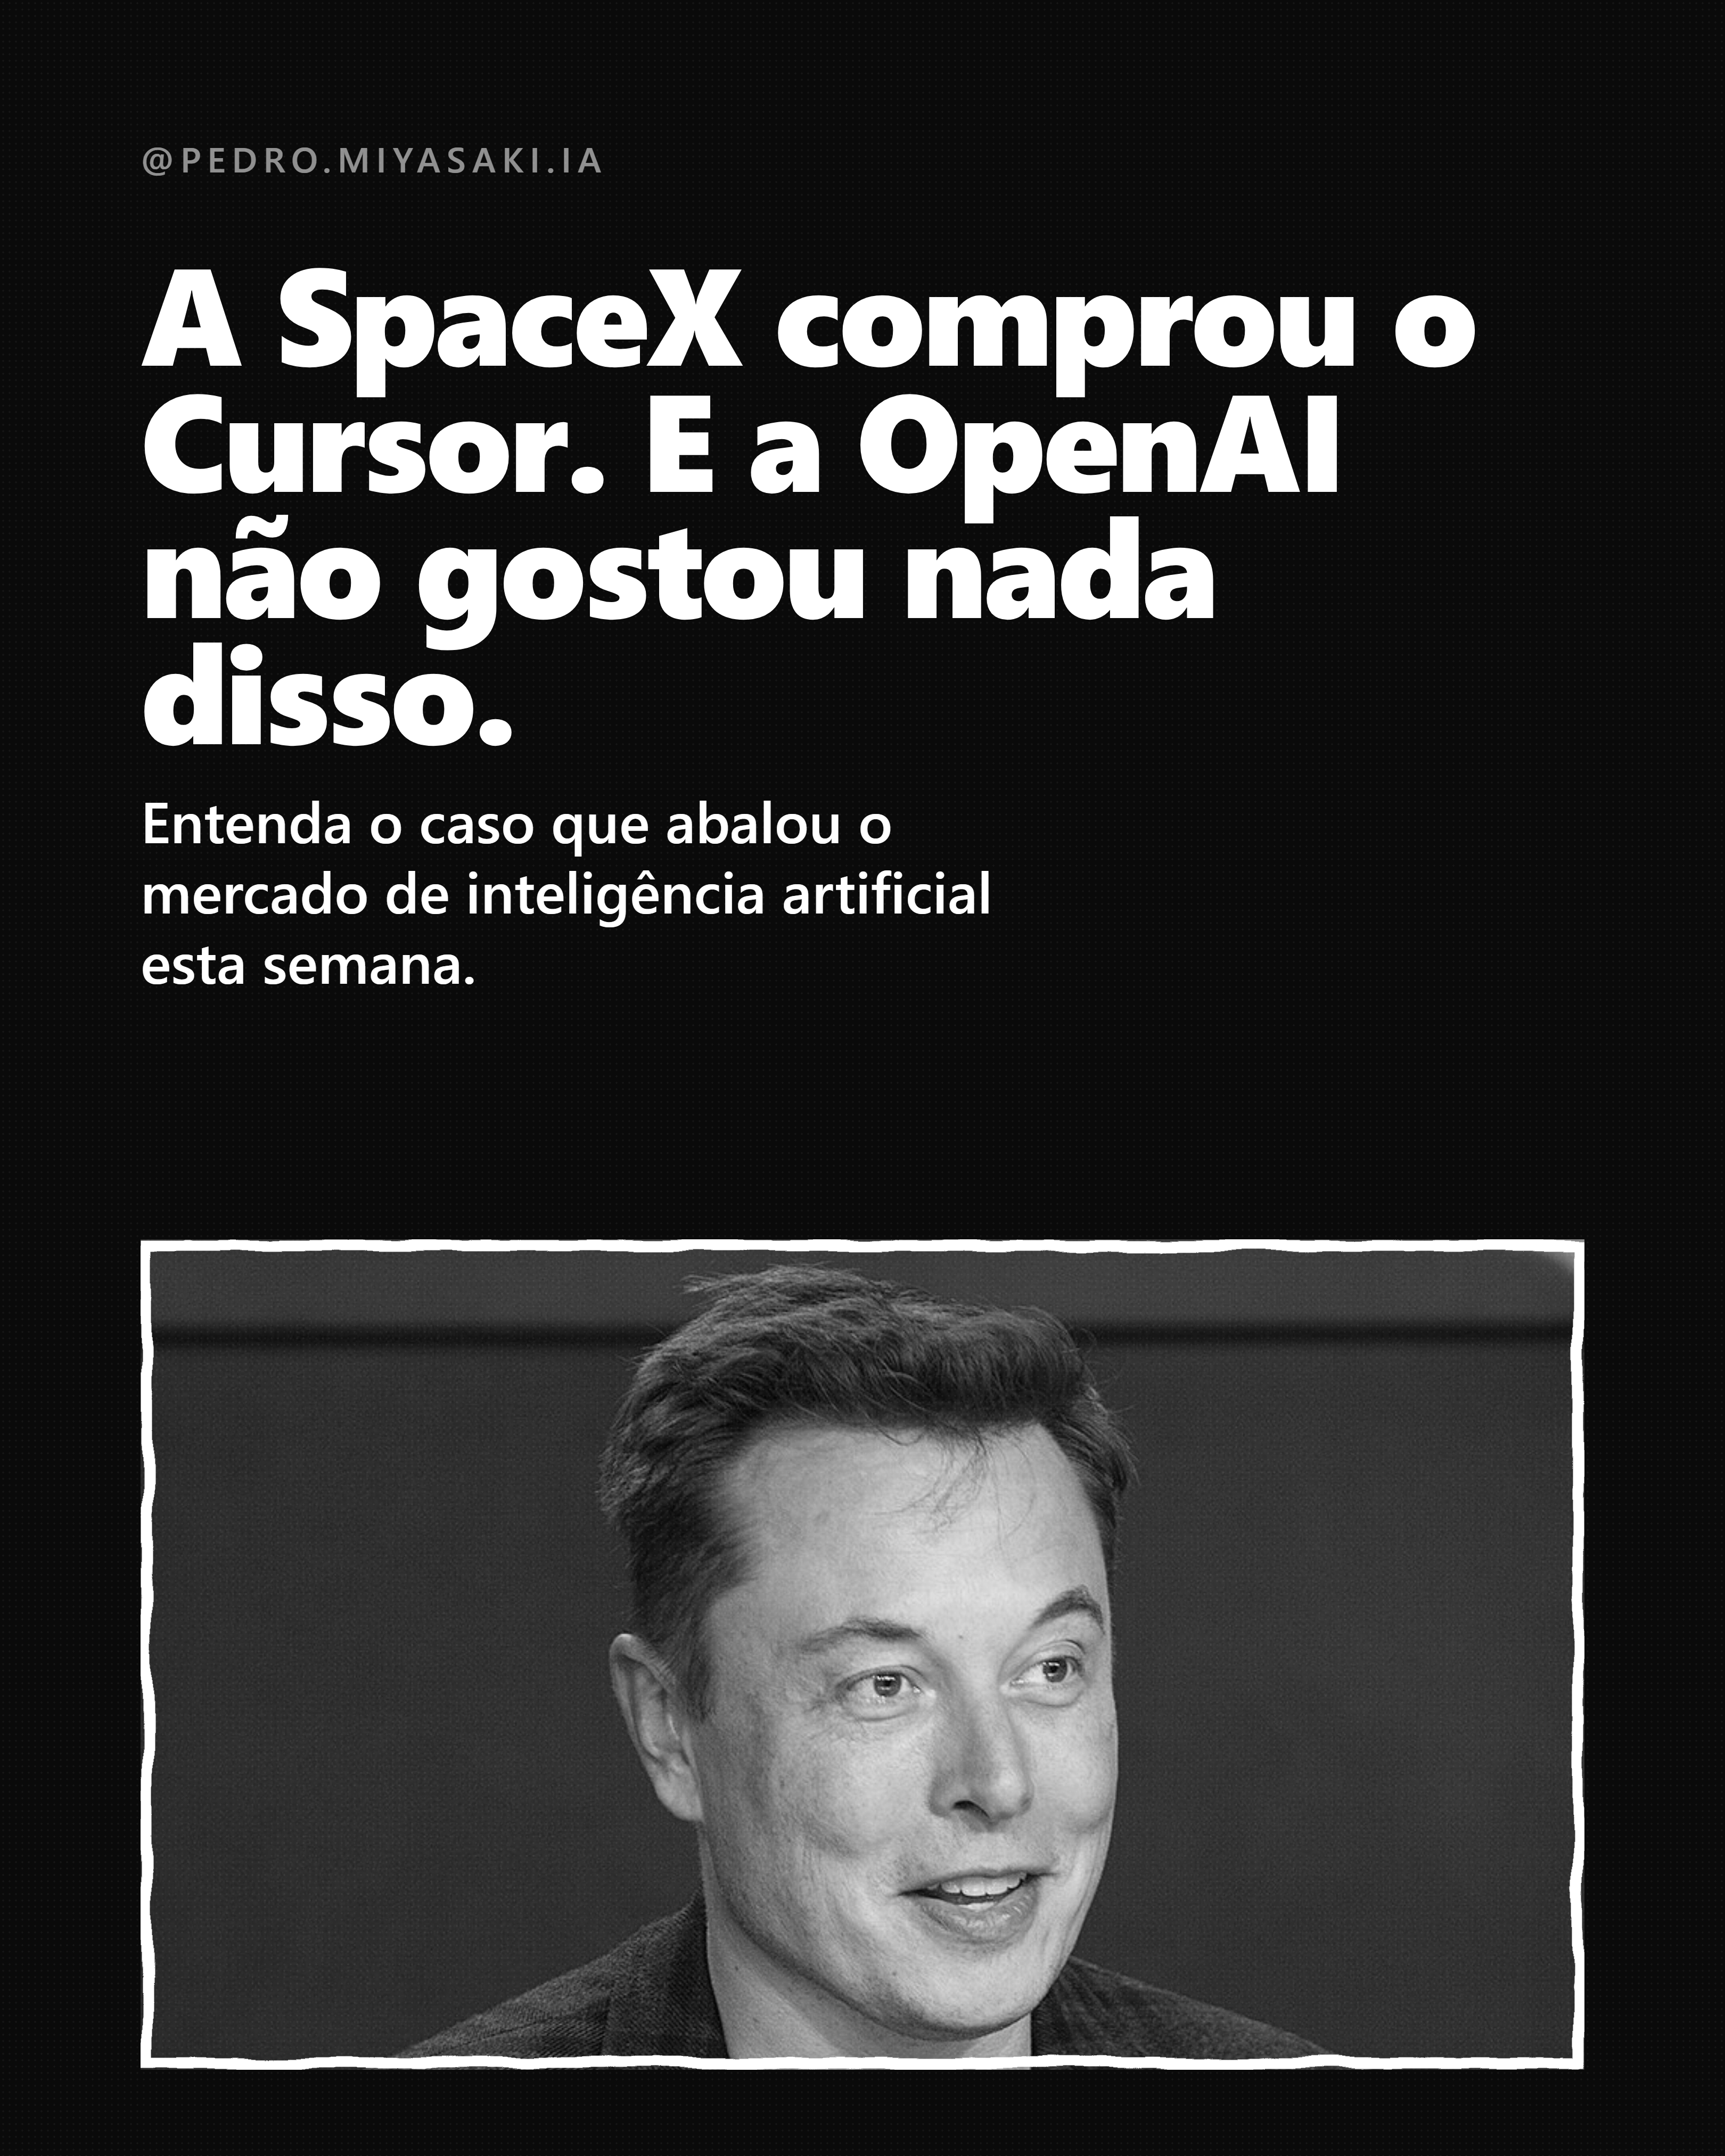 @PEDRO.MIYASAKI.IA
A SpaceX comprou o
Cursor. E a OpenAI
não gostou nada
disso.
Entenda o caso que abalou o
mercado de inteligência artificial
esta semana.